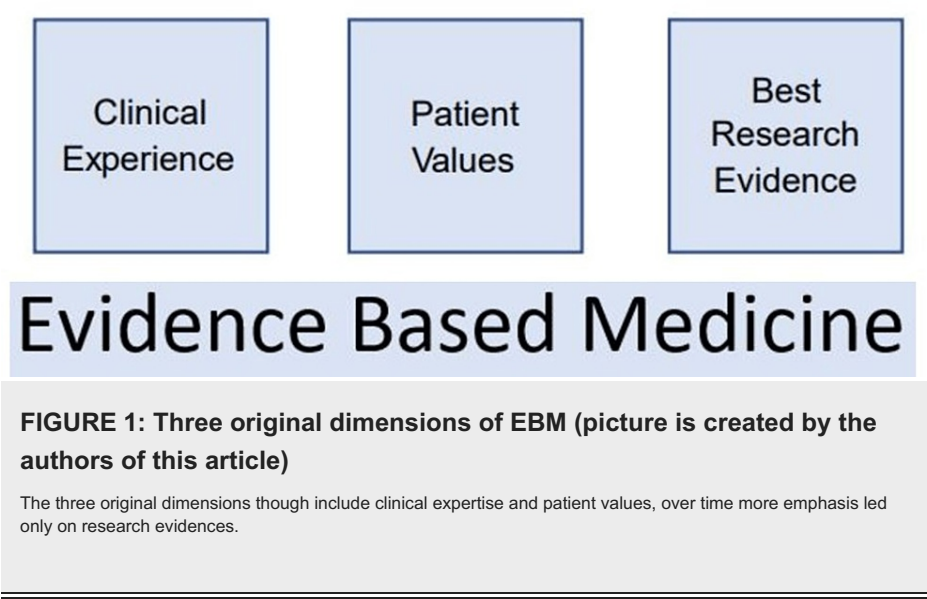 Clinical
Experience
Patient
Values
Best
Research
Evidence
Evidence Based Medicine
FIGURE 1: Three original dimensions of EBM (picture is created by the
authors of this article)
The three original dimensions though include clinical expertise and patient values, over time more emphasis led
only on research evidences.